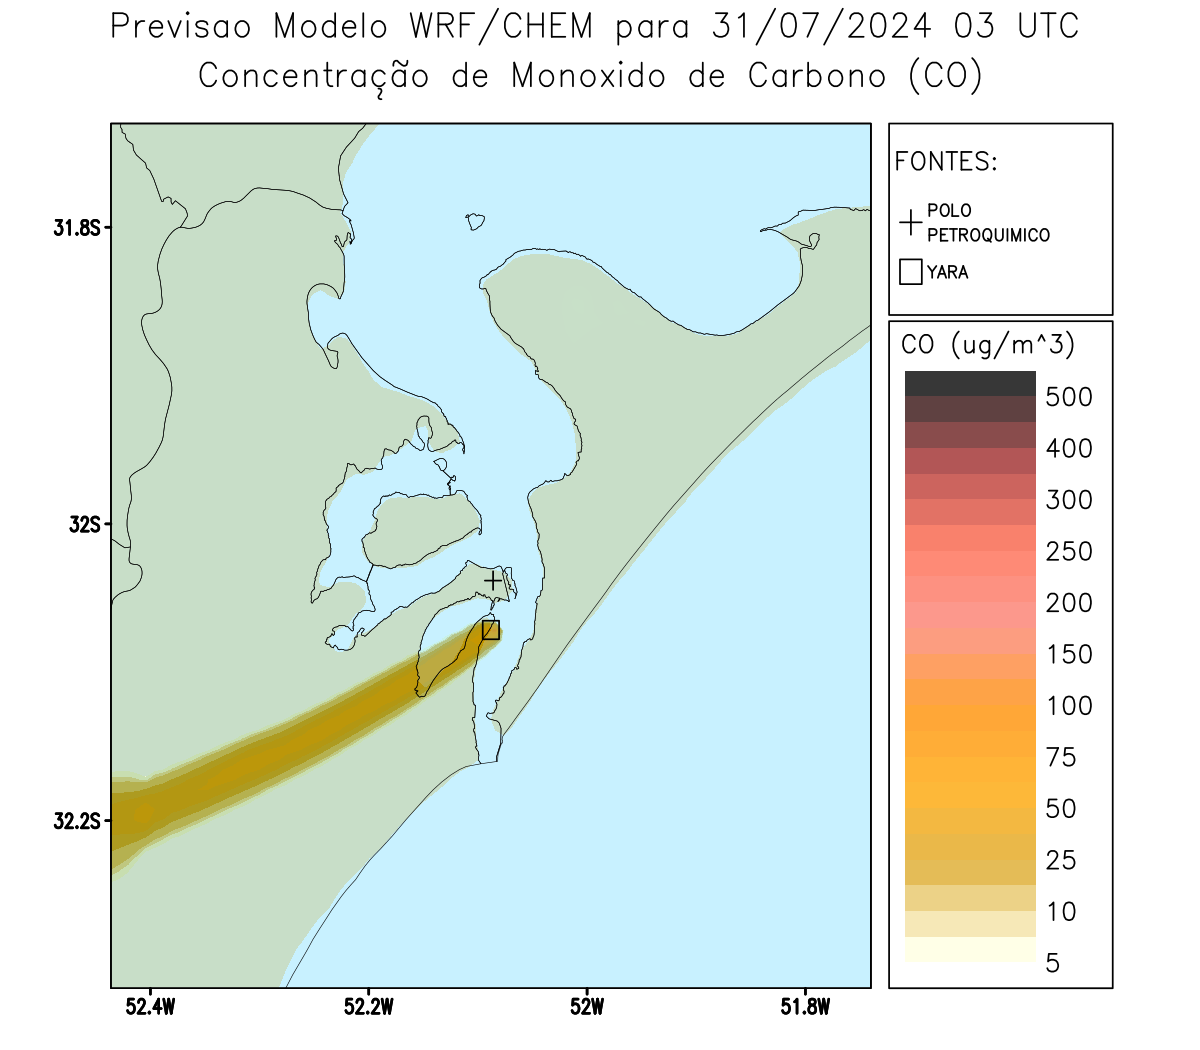 Previsao Modelo WRF/CHEM para 31/07/2024 03 UTC
Concentração de Monoxido de Carbono (CO)
FONTES:
POLO
PETROQUIMICO
YARA
CO (ug/m^3)
500
400
300
250
200
150
100
75
50
25
10
5
31.8S
32S
32.2S
52.4W
52.2W
52W
51.8W